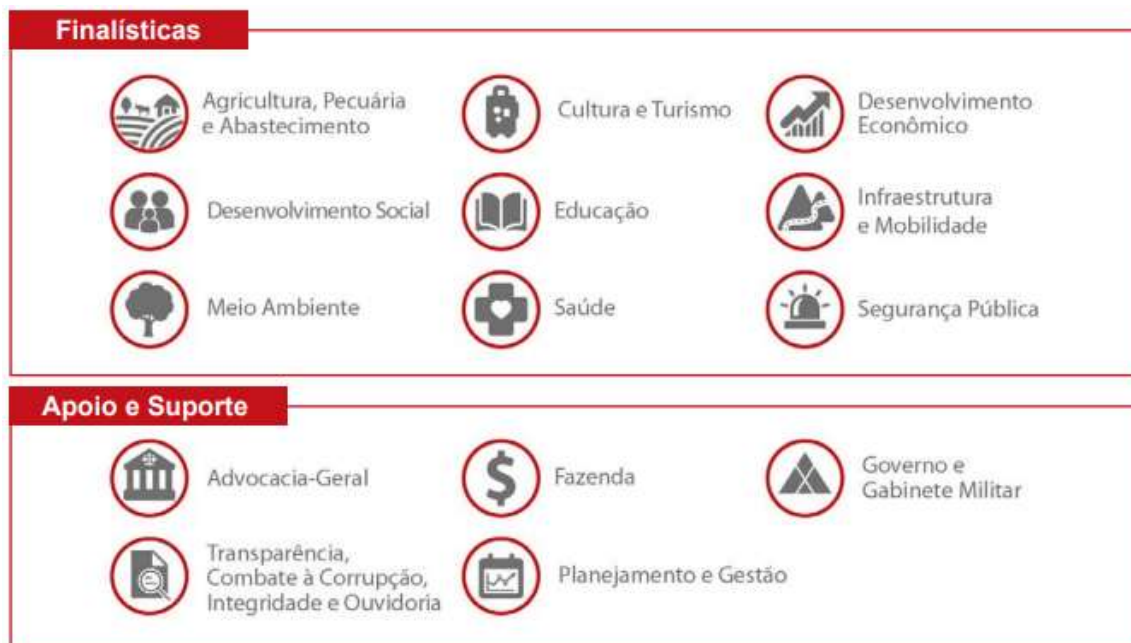 Finalísticas
Agricultura, Pecuária
e Abastecimento
Cultura e Turismo
Desenvolvimento
Econômico
Desenvolvimento Social
Educação
Infraestrutura
e Mobilidade
Meio Ambiente
Saúde
Segurança Pública
Apoio e Suporte
Advocacia-Geral
Fazenda
Governo e
Gabinete Militar
Transparência,
Combate à Corrupção,
Integridade e Ouvidoria
Planejamento e Gestão